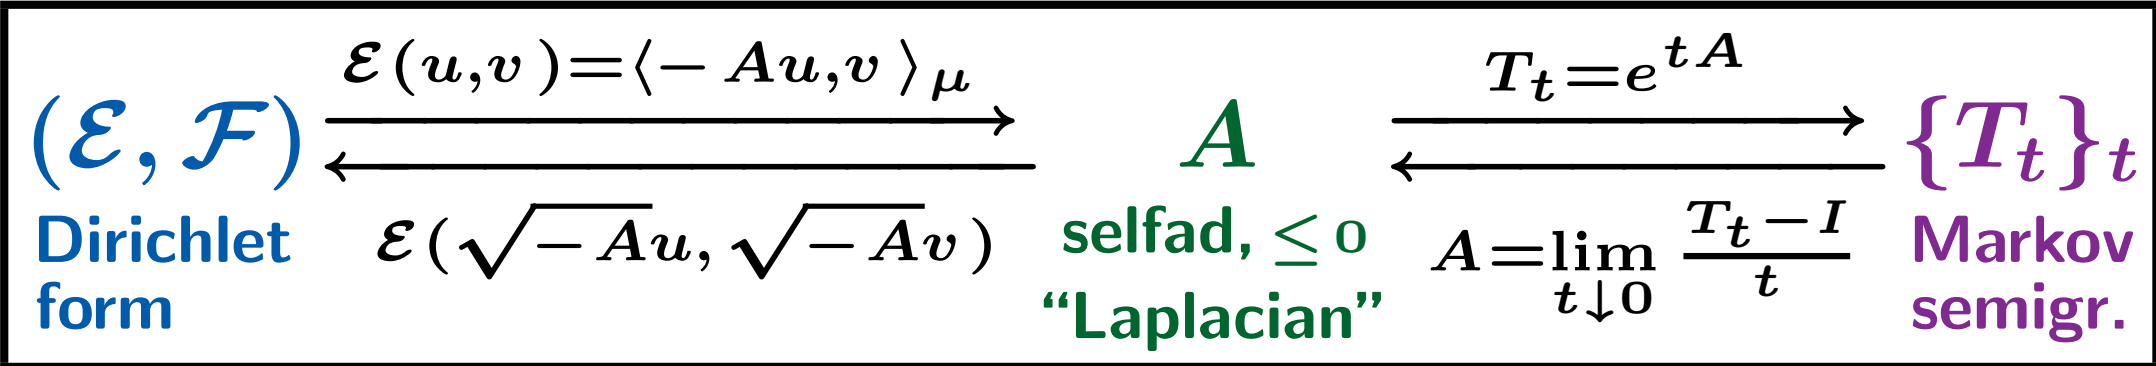 ℰ(u,v)=⟨−Au,v⟩_μ
T_t=e^{tA}
(ℰ, ℱ)
A
{T_t}_t
Dirichlet
form
ℰ(√−Au, √−Av)
selfad, ≤0
“Laplacian”
A=lim_{t↓0} (T_t−I)/t
Markov
semigr.